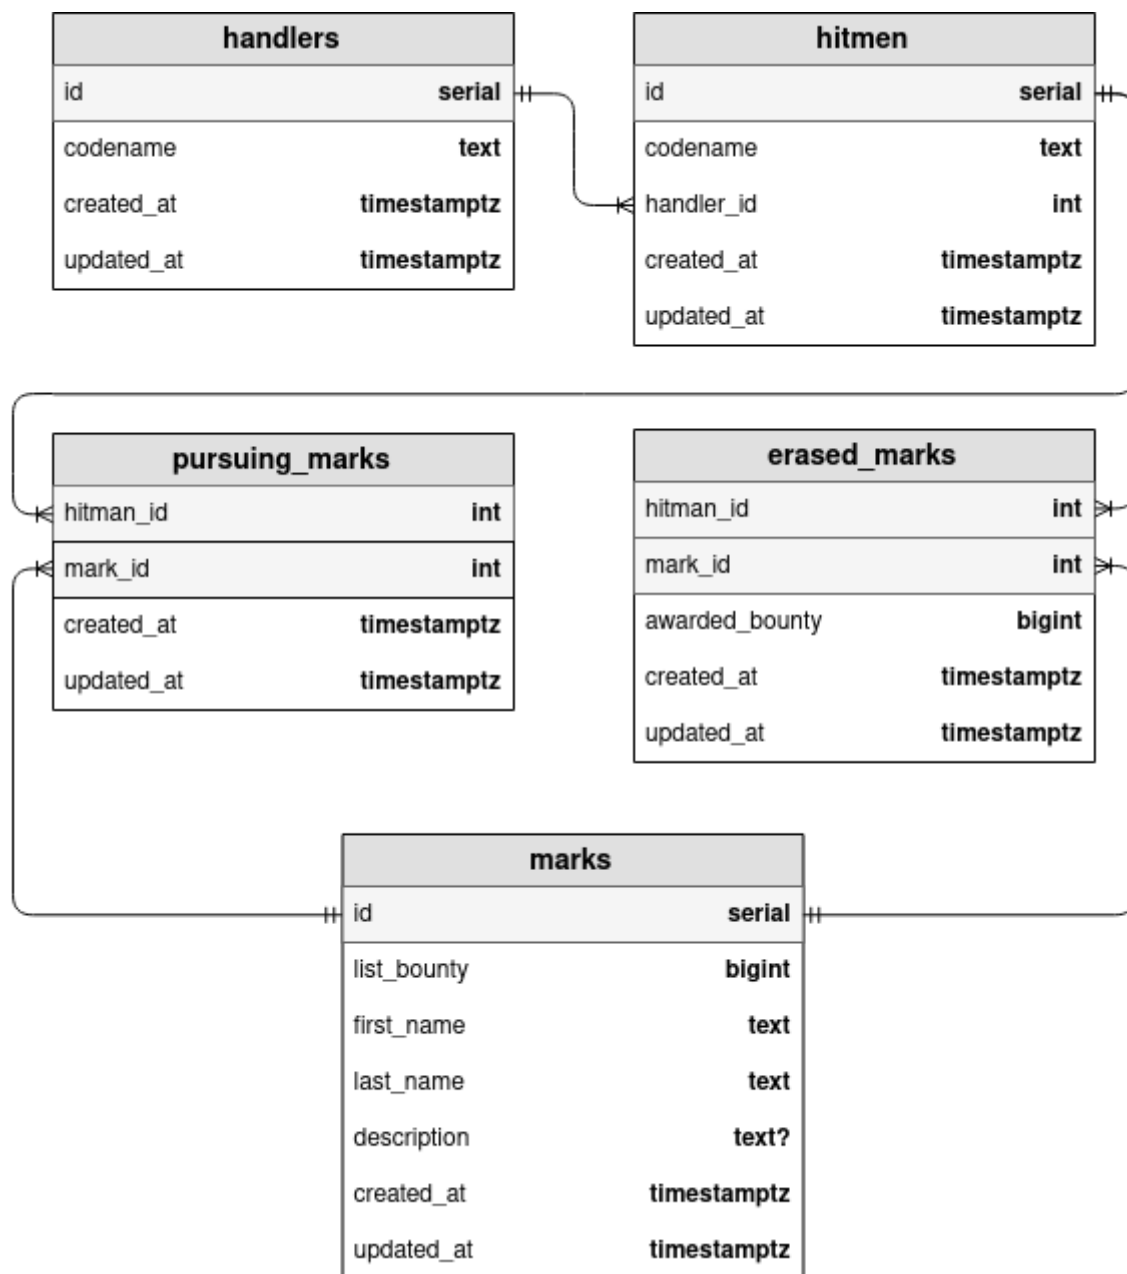 handlers
id serial
codename text
created_at timestamptz
updated_at timestamptz
hitmen
id serial
codename text
handler_id int
created_at timestamptz
updated_at timestamptz
pursuing_marks
hitman_id int
mark_id int
created_at timestamptz
updated_at timestamptz
erased_marks
hitman_id int
mark_id int
awarded_bounty bigint
created_at timestamptz
updated_at timestamptz
marks
id serial
list_bounty bigint
first_name text
last_name text
description text?
created_at timestamptz
updated_at timestamptz